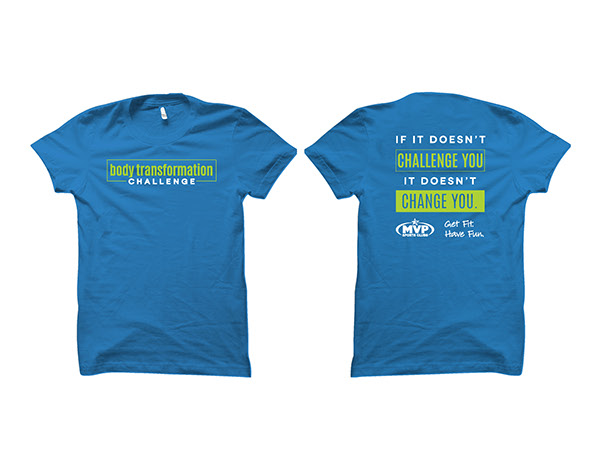 body transformation
CHALLENGE
IF IT DOESN'T
CHALLENGE YOU
IT DOESN'T
CHANGE YOU.
MVP
SPORTS CLUBS
Get Fit.
Have Fun.